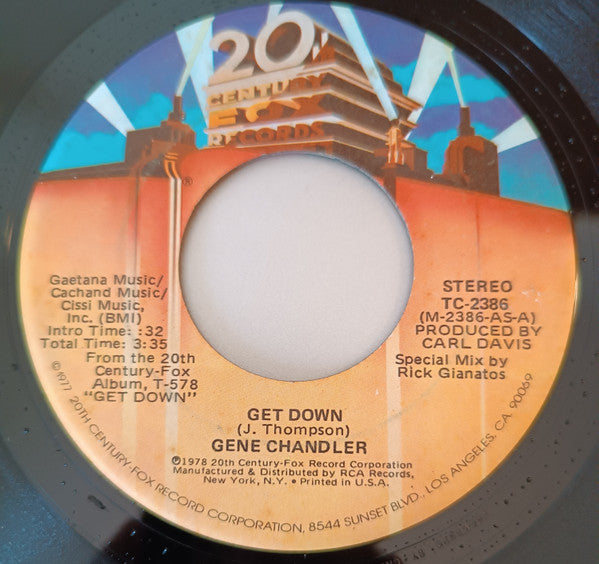 20
CENTURY
FOX
RECORDS
®
Gaetana Music/
Cachand Music/
Cissi Music,
Inc. (BMI)
Intro Time: :32
Total Time: 3:35
From the 20th
Century-Fox
Album, T-578
"GET DOWN"
STEREO
TC-2386
(M-2386-AS-A)
PRODUCED BY
CARL DAVIS
Special Mix by
Rick Gianatos
GET DOWN
(J. Thompson)
GENE CHANDLER
℗1978 20th Century-Fox Record Corporation
Manufactured & Distributed by RCA Records,
New York, N.Y. • Printed in U.S.A.
©1977 20TH CENTURY-FOX RECORD CORPORATION, 8544 SUNSET BLVD., LOS ANGELES, CA. 90069